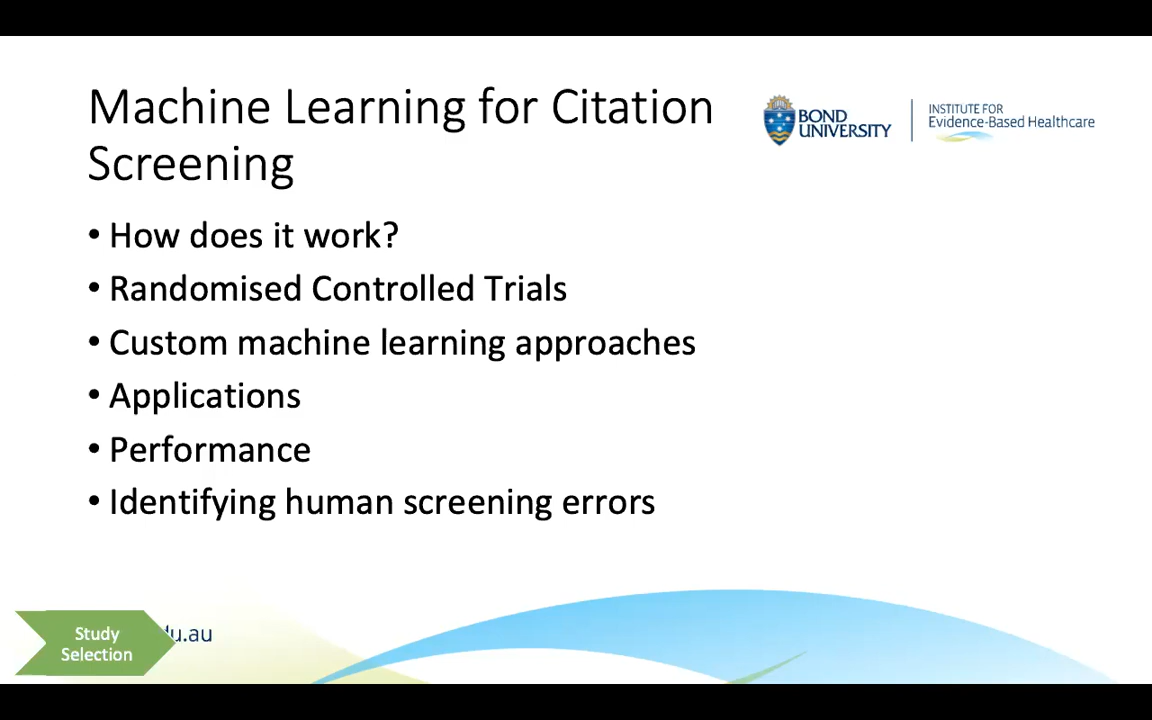 Machine Learning for Citation
Screening
BOND
UNIVERSITY
INSTITUTE FOR
Evidence-Based Healthcare
• How does it work?
• Randomised Controlled Trials
• Custom machine learning approaches
• Applications
• Performance
• Identifying human screening errors
Study
Selection
du.au